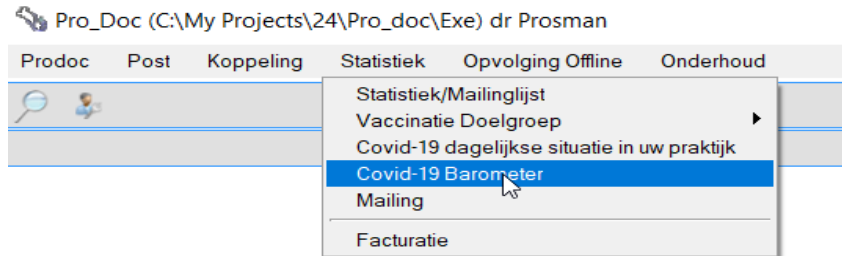 Pro_Doc (C:\My Projects\24\Pro_doc\Exe) dr Prosman
Prodoc Post Koppeling Statistiek Opvolging Offline Onderhoud
Statistiek/Mailinglijst
Vaccinatie Doelgroep
Covid-19 dagelijkse situatie in uw praktijk
Covid-19 Barometer
Mailing
Facturatie